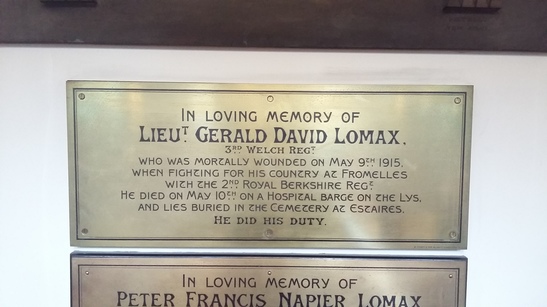 IN LOVING MEMORY OF
LIEUT GERALD DAVID LOMAX,
3RD WELCH REGT
WHO WAS MORTALLY WOUNDED ON MAY 9TH 1915.
WHEN FIGHTING FOR HIS COUNTRY AT FROMELLES
WITH THE 2ND ROYAL BERKSHIRE REGT.
HE DIED ON MAY 10TH ON A HOSPITAL BARGE ON THE LYS.
AND LIES BURIED IN THE CEMETERY AT ESTAIRES.
HE DID HIS DUTY.
IN LOVING MEMORY OF
PETER FRANCIS NAPIER LOMAX